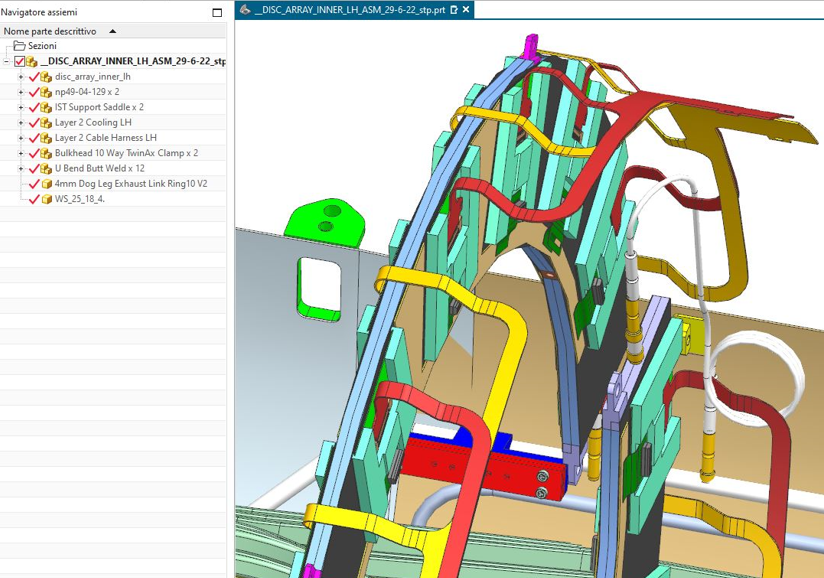 Navigatore assiemi
__DISC_ARRAY_INNER_LH_ASM_29-6-22_stp.prt
Nome parte descrittivo
Sezioni
__DISC_ARRAY_INNER_LH_ASM_29-6-22_stp
disc_array_inner_lh
np49-04-129 x 2
IST Support Saddle x 2
Layer 2 Cooling LH
Layer 2 Cable Harness LH
Bulkhead 10 Way TwinAx Clamp x 2
U Bend Butt Weld x 12
4mm Dog Leg Exhaust Link Ring10 V2
WS_25_18_4.